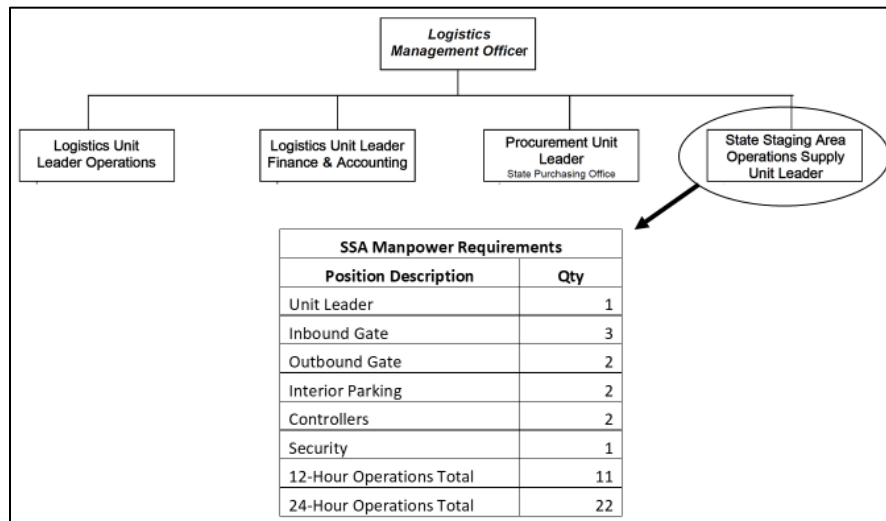 Logistics
Management Officer
Logistics Unit
Leader Operations
Logistics Unit Leader
Finance & Accounting
Procurement Unit
Leader
State Purchasing Office
State Staging Area
Operations Supply
Unit Leader
SSA Manpower Requirements
Position Description Qty
Unit Leader 1
Inbound Gate 3
Outbound Gate 2
Interior Parking 2
Controllers 2
Security 1
12-Hour Operations Total 11
24-Hour Operations Total 22